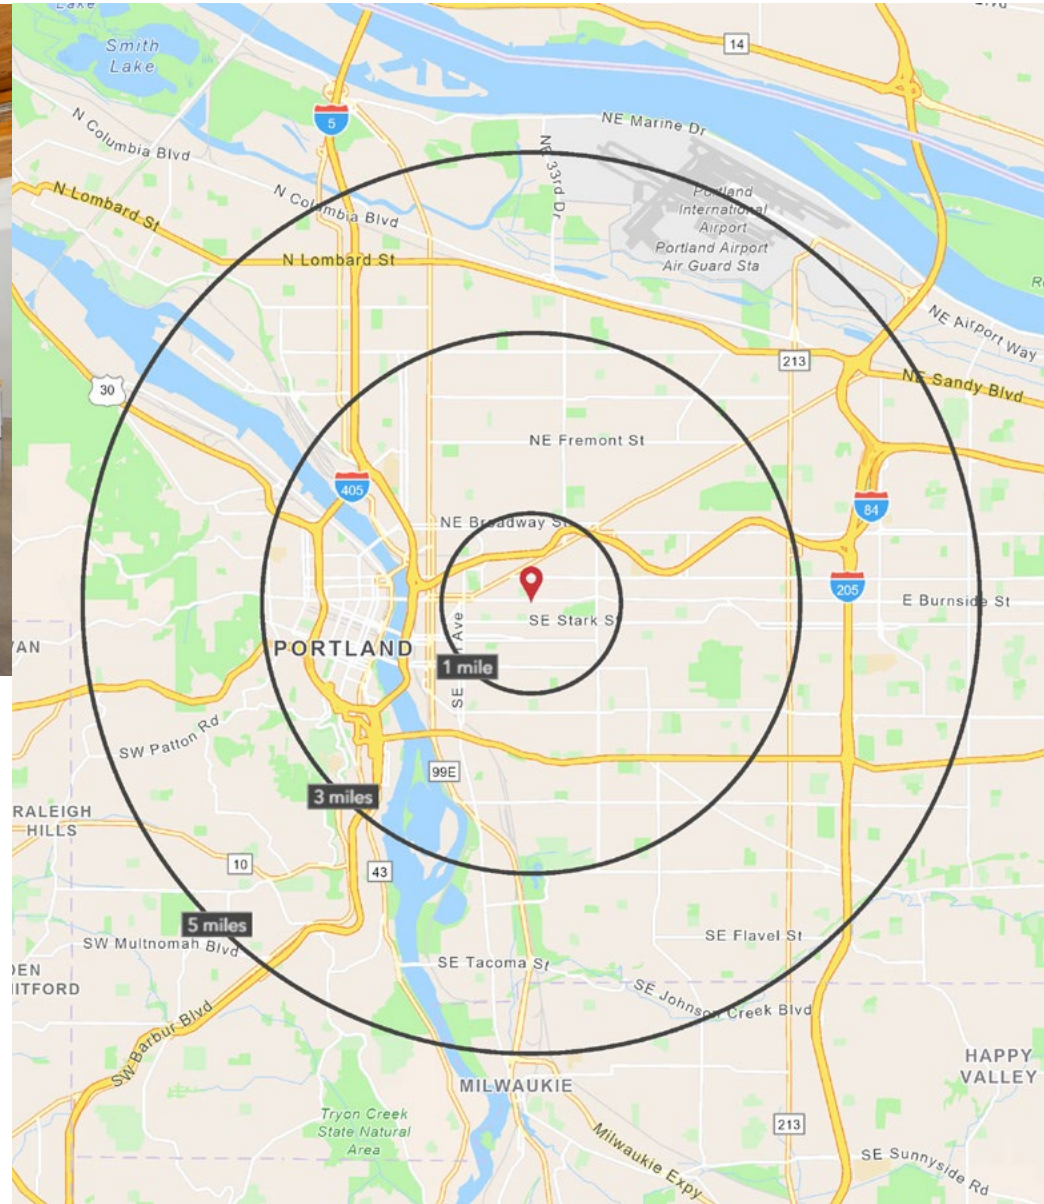 Lake
Smith
Lake
14
5
NE Marine Dr
N Columbia Blvd
NE 33rd Dr
N Lombard St
N Columbia Blvd
Portland
International
Airport
Portland Airport
Air Guard Sta
N Lombard St
NE Airport Way
213
30
NE Sandy Blvd
NE Fremont St
405
84
NE Broadway St
205
E Burnside St
SE Stark St
PORTLAND
1 mile
SW Patton Rd
99E
3 miles
RALEIGH
HILLS
10
43
5 miles
SW Multnomah Blvd
SE Flavel St
SE Tacoma St
SE Johnson Creek Blvd
SW Barbur Blvd
HAPPY
VALLEY
MILWAUKIE
Tryon Creek
State Natural
Area
213
Milwaukie Expy
SE Sunnyside Rd